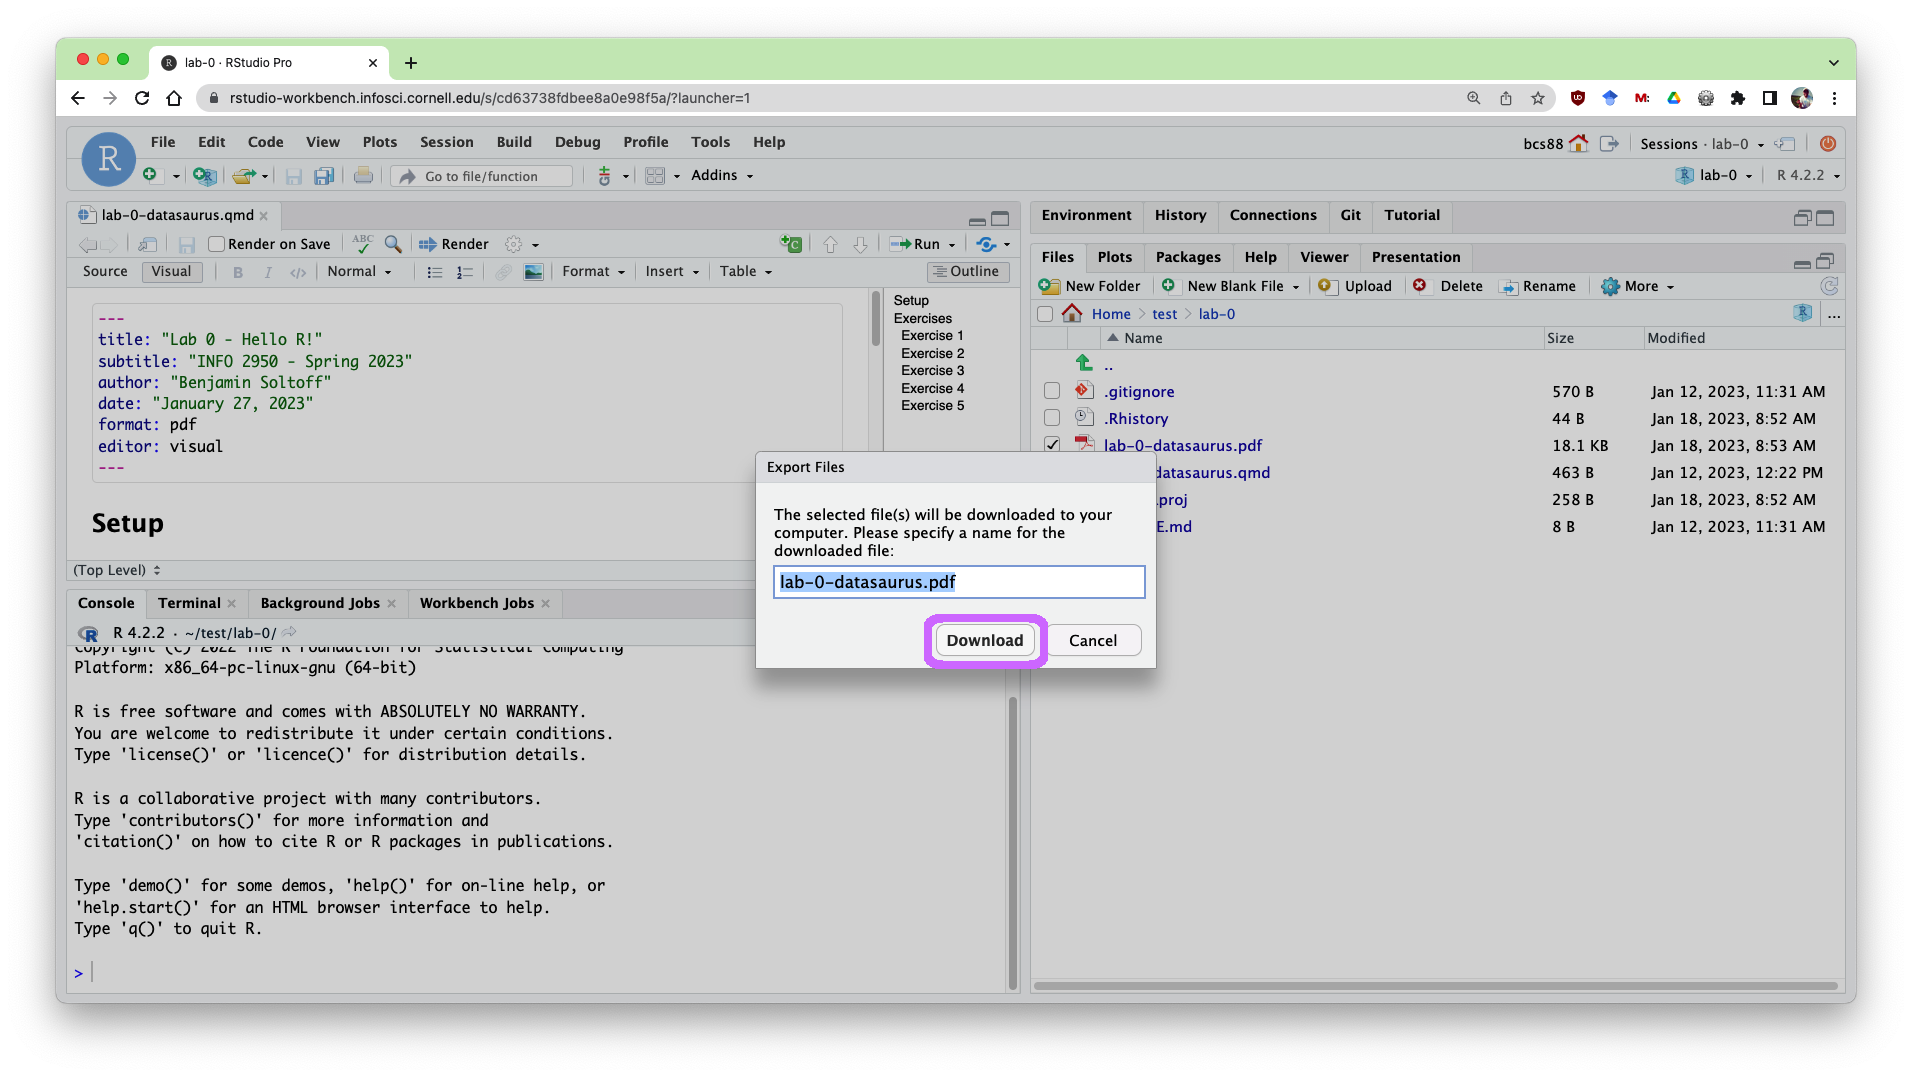 lab-0 · RStudio Pro
rstudio-workbench.infosci.cornell.edu/s/cd63738fdbee8a0e98f5a/?launcher=1
File Edit Code View Plots Session Build Debug Profile Tools Help
bcs88 Sessions · lab-0
Go to file/function Addins
lab-0 R 4.2.2
lab-0-datasaurus.qmd
Render on Save ABC Render Run
Source Visual B I </> Normal Format Insert Table Outline
---
title: "Lab 0 - Hello R!"
subtitle: "INFO 2950 - Spring 2023"
author: "Benjamin Soltoff"
date: "January 27, 2023"
format: pdf
editor: visual
---
Setup
Setup
Exercises
Exercise 1
Exercise 2
Exercise 3
Exercise 4
Exercise 5
(Top Level)
Console Terminal Background Jobs Workbench Jobs
R 4.2.2 · ~/test/lab-0/
Copyright (C) 2022 The R Foundation for Statistical Computing
Platform: x86_64-pc-linux-gnu (64-bit)
R is free software and comes with ABSOLUTELY NO WARRANTY.
You are welcome to redistribute it under certain conditions.
Type 'license()' or 'licence()' for distribution details.
R is a collaborative project with many contributors.
Type 'contributors()' for more information and
'citation()' on how to cite R or R packages in publications.
Type 'demo()' for some demos, 'help()' for on-line help, or
'help.start()' for an HTML browser interface to help.
Type 'q()' to quit R.
>
Environment History Connections Git Tutorial
Files Plots Packages Help Viewer Presentation
New Folder New Blank File Upload Delete Rename More
Home > test > lab-0 ...
Name Size Modified
..
.gitignore 570 B Jan 12, 2023, 11:31 AM
.Rhistory 44 B Jan 18, 2023, 8:52 AM
lab-0-datasaurus.pdf 18.1 KB Jan 18, 2023, 8:53 AM
datasaurus.qmd 463 B Jan 12, 2023, 12:22 PM
.proj 258 B Jan 18, 2023, 8:52 AM
E.md 8 B Jan 12, 2023, 11:31 AM
Export Files
The selected file(s) will be downloaded to your
computer. Please specify a name for the
downloaded file:
lab-0-datasaurus.pdf
Download Cancel